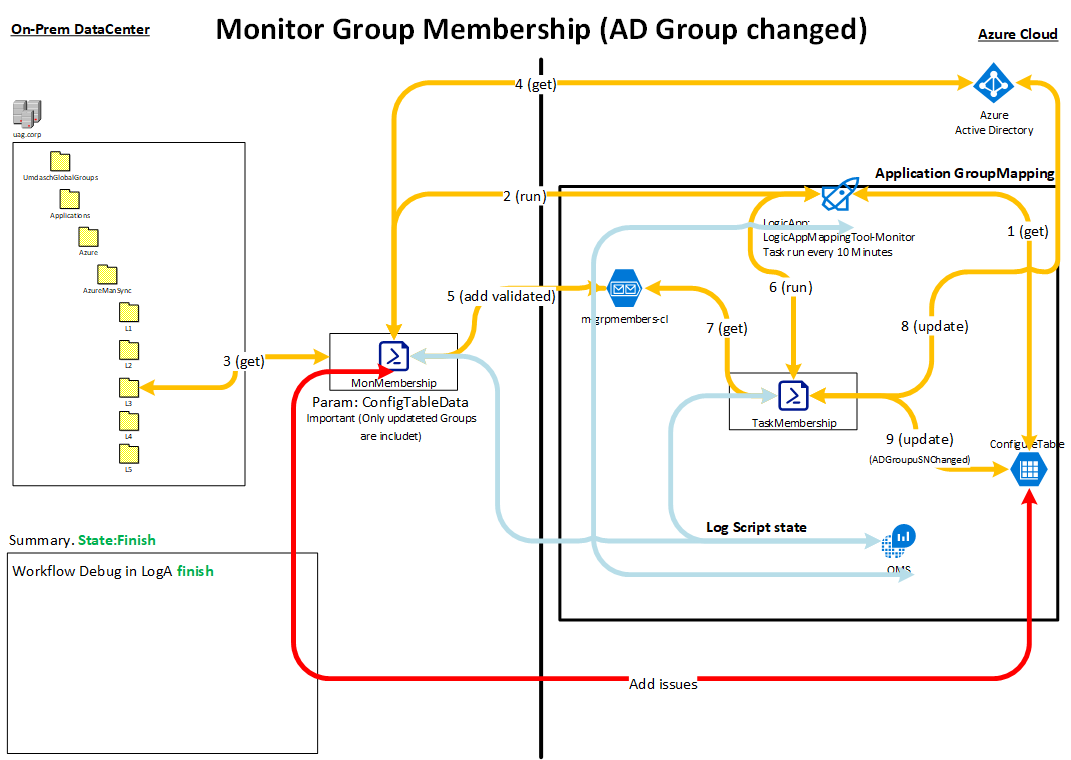 On-Prem DataCenter
Monitor Group Membership (AD Group changed)
Azure Cloud
4 (get)
Azure
Active Directory
uag.corp
UmdaschGlobalGroups
Applications
Azure
AzureManSync
L1
L2
L3
L4
L5
Application GroupMapping
2 (run)
1 (get)
LogicApp:
LogicAppMappingTool-Monitor
Task run every 10 Minutes
6 (run)
5 (add validated)
m-grpmembers-cl
7 (get)
8 (update)
3 (get)
MonMembership
Param: ConfigTableData
Important (Only updateted Groups
are includet)
TaskMembership
9 (update)
(ADGroupuSNChanged)
ConfigureTable
Log Script state
OMS
Summary. State:Finish
Workflow Debug in LogA finish
Add issues